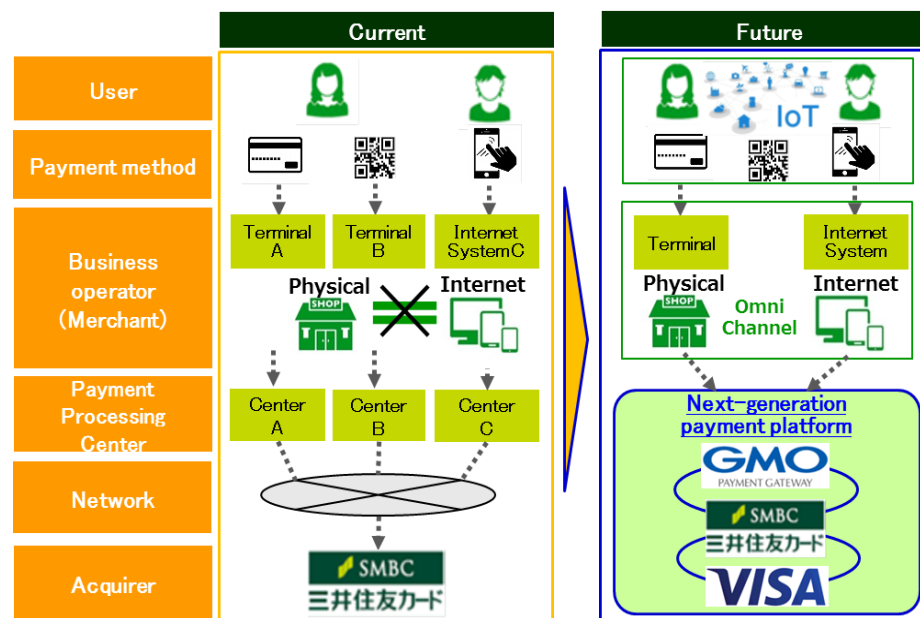 Current
Future
User
IoT
Payment method
Business
operator
(Merchant)
Terminal
A
Terminal
B
Internet
SystemC
Physical
Internet
SHOP
Terminal
Internet
System
Physical
Internet
SHOP
Omni
Channel
Payment
Processing
Center
Center
A
Center
B
Center
C
Network
Acquirer
SMBC
三井住友カード
Next-generation
payment platform
GMO
PAYMENT GATEWAY
SMBC
三井住友カード
VISA